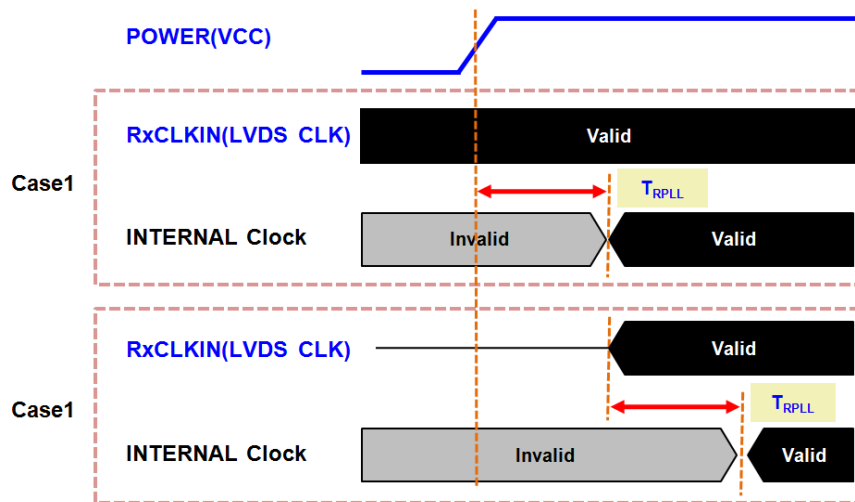 POWER(VCC)
RxCLKIN(LVDS CLK)
Valid
Case1
TRPLL
INTERNAL Clock
Invalid
Valid
RxCLKIN(LVDS CLK)
Valid
Case1
TRPLL
INTERNAL Clock
Invalid
Valid